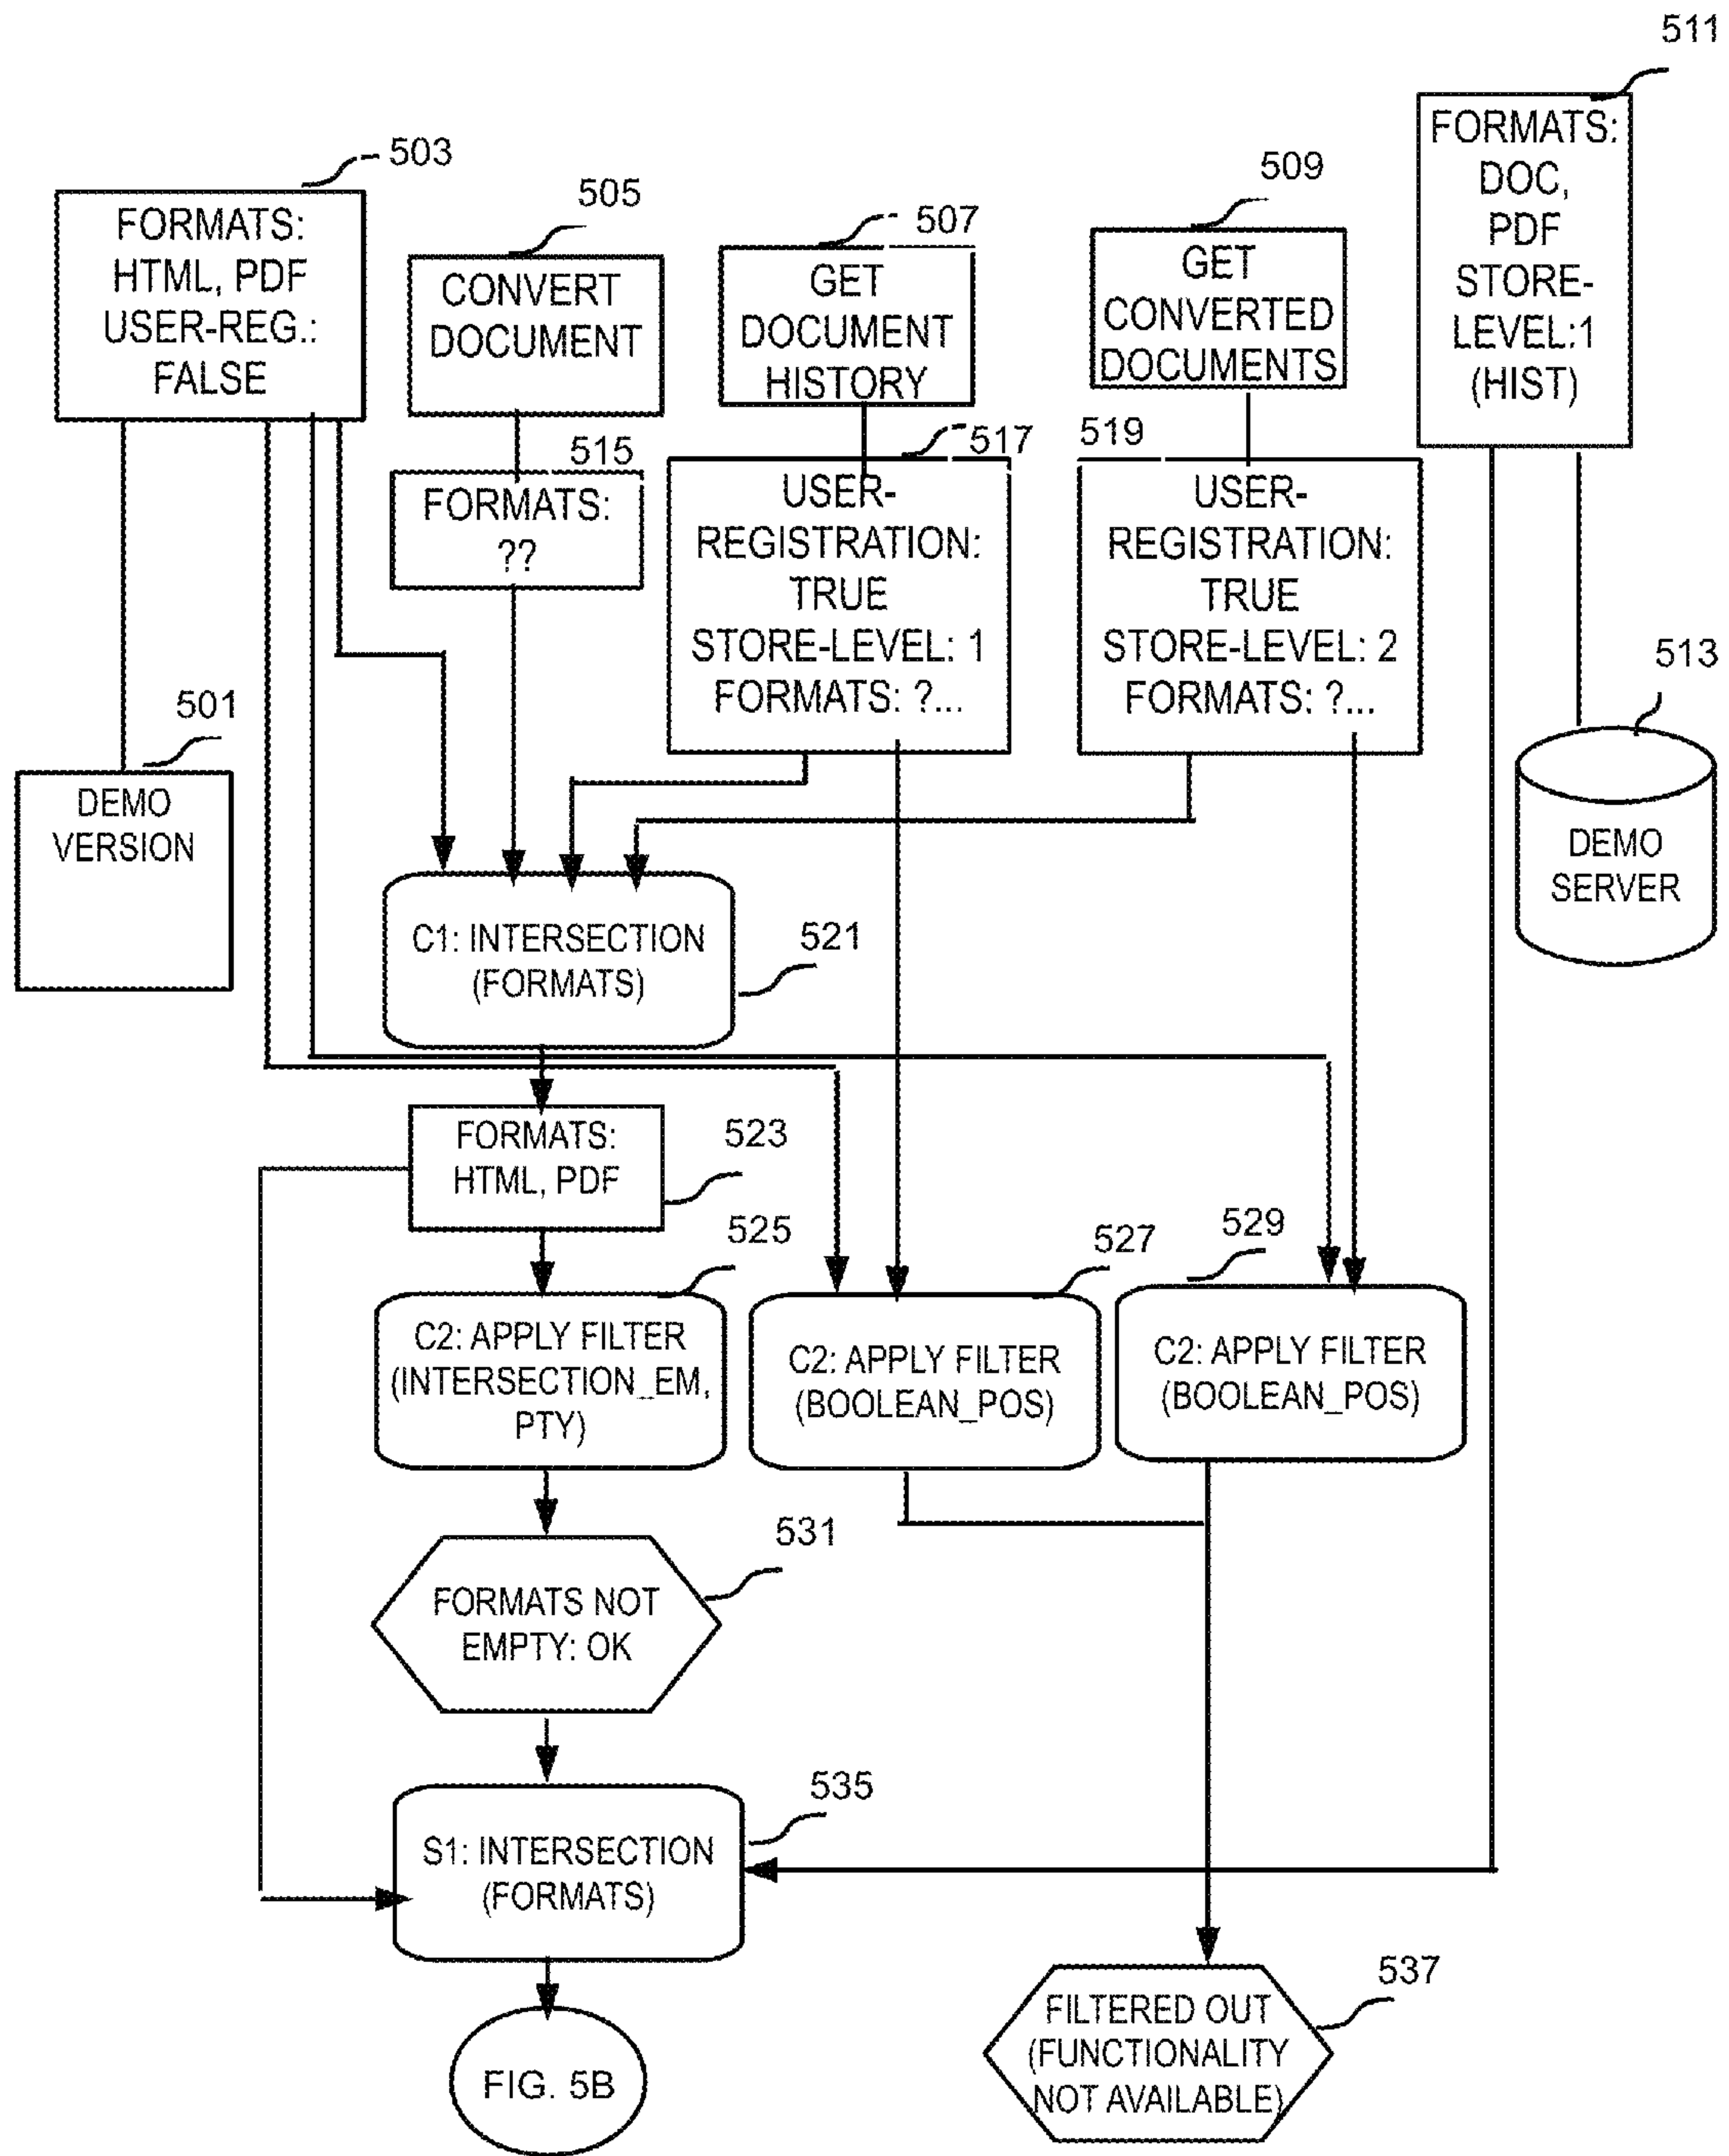 511
FORMATS:
DOC,
PDF
STORE-
LEVEL:1
(HIST)
503
FORMATS:
HTML, PDF
USER-REG.:
FALSE
505
CONVERT
DOCUMENT
507
GET
DOCUMENT
HISTORY
509
GET
CONVERTED
DOCUMENTS
515
FORMATS:
??
517
USER-
REGISTRATION:
TRUE
STORE-LEVEL: 1
FORMATS: ?...
519
USER-
REGISTRATION:
TRUE
STORE-LEVEL: 2
FORMATS: ?...
513
DEMO
SERVER
501
DEMO
VERSION
C1: INTERSECTION
(FORMATS)
521
FORMATS:
HTML, PDF
523
525
C2: APPLY FILTER
(INTERSECTION_EM,
PTY)
527
C2: APPLY FILTER
(BOOLEAN_POS)
529
C2: APPLY FILTER
(BOOLEAN_POS)
531
FORMATS NOT
EMPTY: OK
535
S1: INTERSECTION
(FORMATS)
537
FILTERED OUT
(FUNCTIONALITY
NOT AVAILABLE)
FIG. 5B